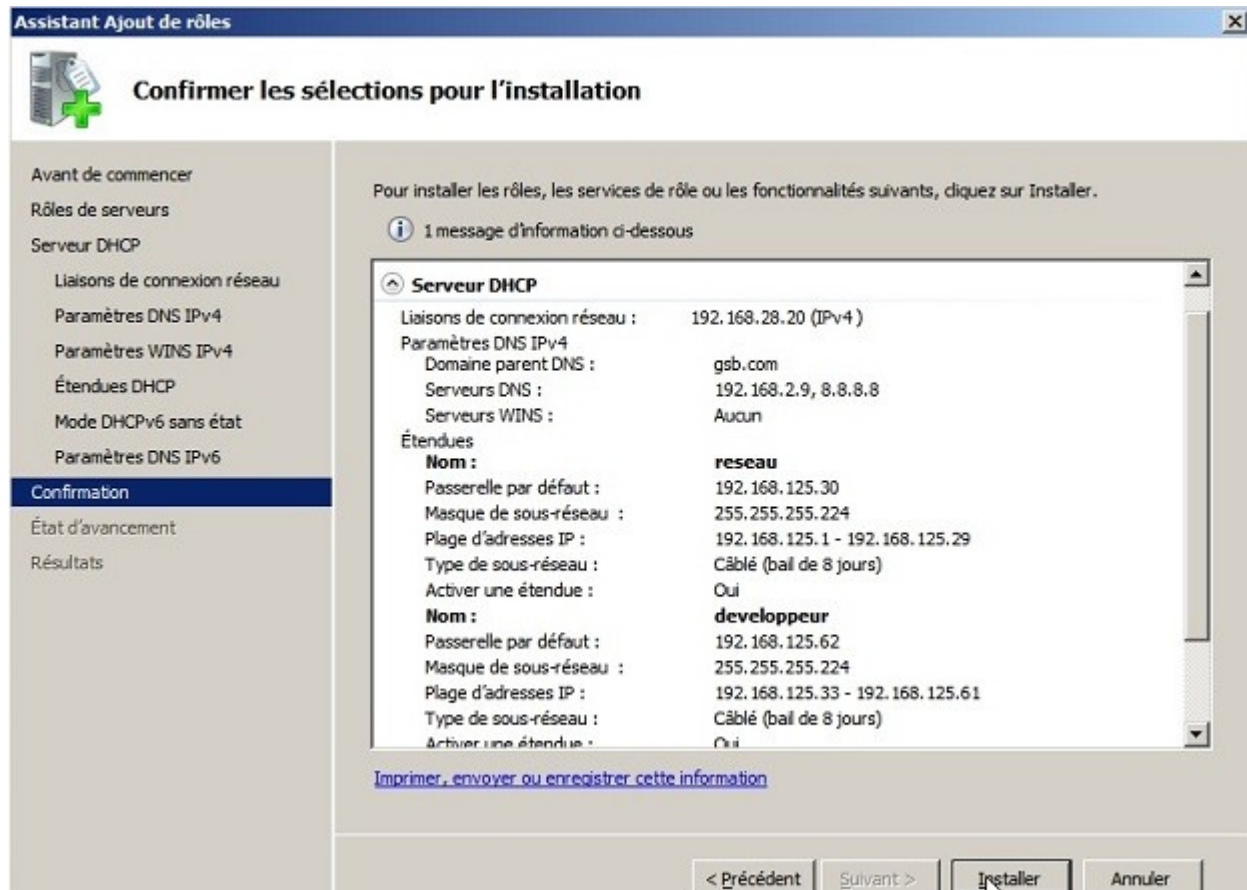 Assistant Ajout de rôles
Confirmer les sélections pour l'installation
Avant de commencer
Rôles de serveurs
Serveur DHCP
Liaisons de connexion réseau
Paramètres DNS IPv4
Paramètres WINS IPv4
Étendues DHCP
Mode DHCPv6 sans état
Paramètres DNS IPv6
Confirmation
État d'avancement
Résultats
Pour installer les rôles, les services de rôle ou les fonctionnalités suivants, cliquez sur Installer.
1 message d'information ci-dessous
Serveur DHCP
Liaisons de connexion réseau : 192.168.28.20 (IPv4)
Paramètres DNS IPv4
Domaine parent DNS : gsb.com
Serveurs DNS : 192.168.2.9, 8.8.8.8
Serveurs WINS : Aucun
Étendues
Nom : reseau
Passerelle par défaut : 192.168.125.30
Masque de sous-réseau : 255.255.255.224
Plage d'adresses IP : 192.168.125.1 - 192.168.125.29
Type de sous-réseau : Câblé (bail de 8 jours)
Activer une étendue : Oui
Nom : developpeur
Passerelle par défaut : 192.168.125.62
Masque de sous-réseau : 255.255.255.224
Plage d'adresses IP : 192.168.125.33 - 192.168.125.61
Type de sous-réseau : Câblé (bail de 8 jours)
Activer une étendue : Oui
Imprimer, envoyer ou enregistrer cette information
< Précédent Suivant > Installer Annuler